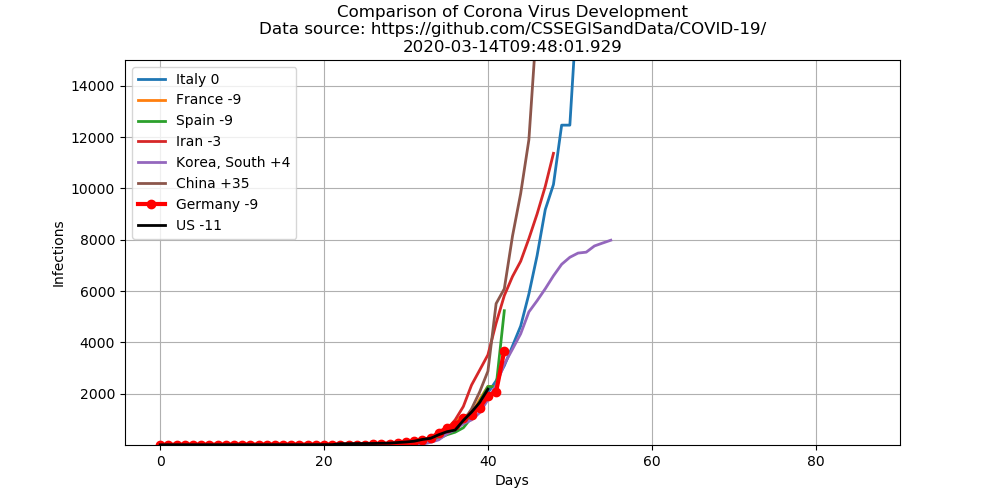 Comparison of Corona Virus Development
Data source: https://github.com/CSSEGISandData/COVID-19/
2020-03-14T09:48:01.929
14000
12000
10000
8000
6000
4000
2000
Infections
Italy 0
France -9
Spain -9
Iran -3
Korea, South +4
China +35
Germany -9
US -11
0
20
40
60
80
Days